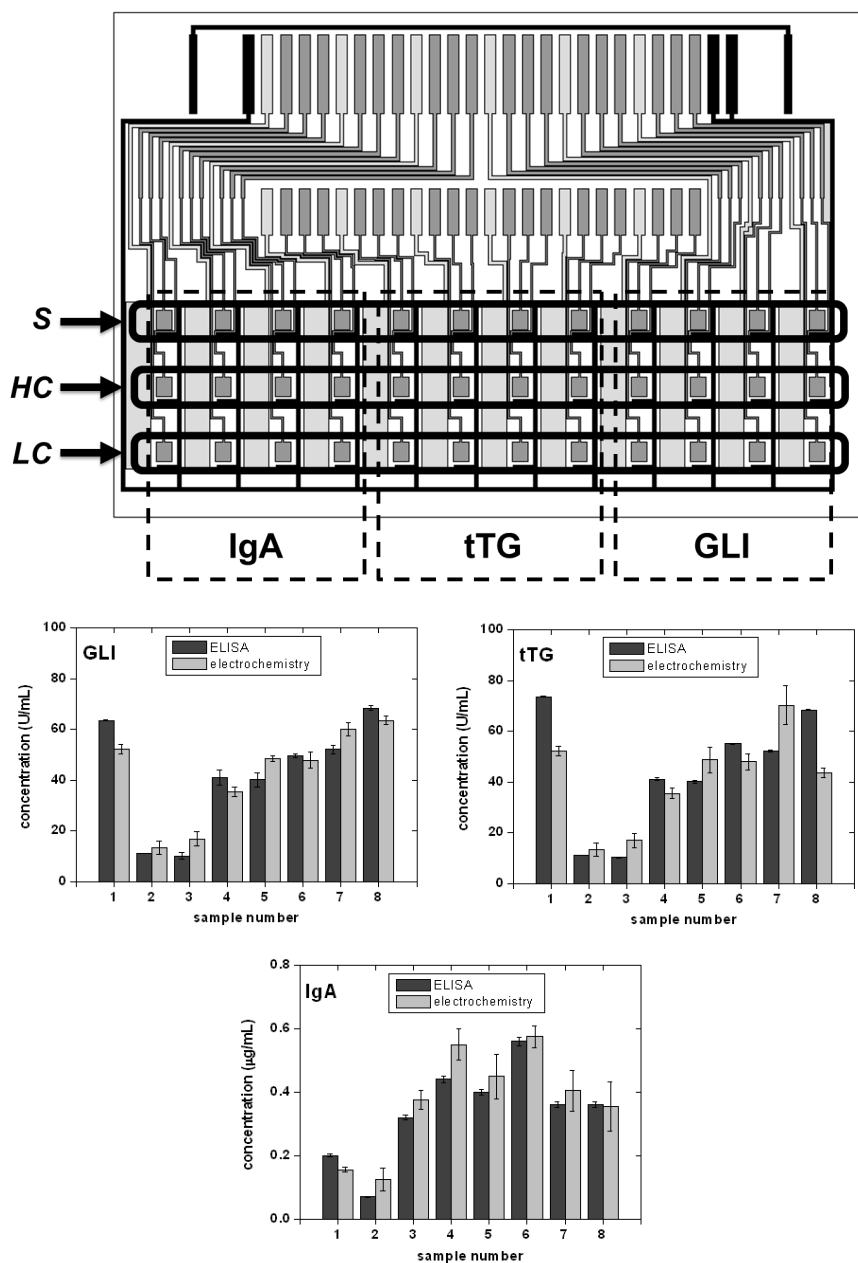 S
HC
LC
IgA
tTG
GLI
GLI
ELISA
electrochemistry
concentration (U/mL)
100
80
60
40
20
0
1 2 3 4 5 6 7 8
sample number
tTG
ELISA
electrochemistry
concentration (U/mL)
100
80
60
40
20
0
1 2 3 4 5 6 7 8
sample number
IgA
ELISA
electrochemistry
concentration (µg/mL)
0.8
0.6
0.4
0.2
0.0
1 2 3 4 5 6 7 8
sample number